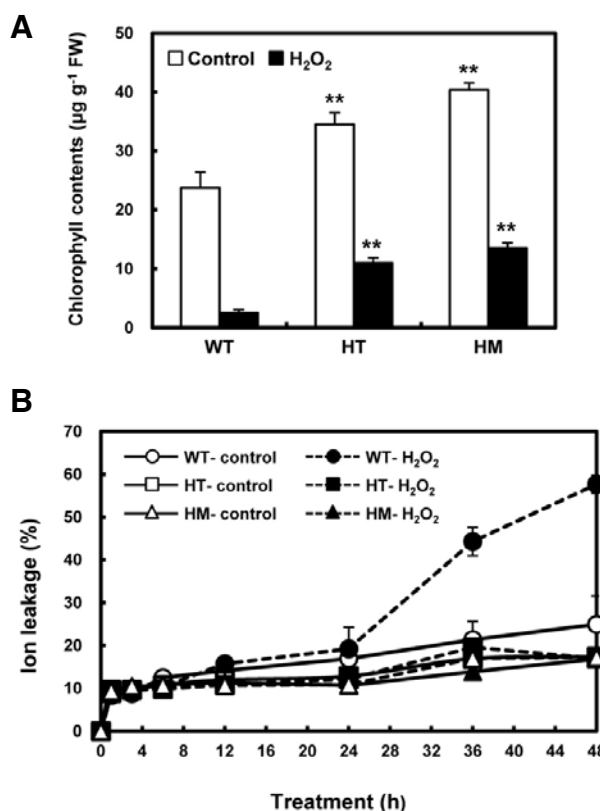 A
Chlorophyll contents (µg g⁻¹ FW)
50
40
30
20
10
0
Control
H₂O₂
**
**
**
**
WT
HT
HM
B
Ion leakage (%)
70
60
50
40
30
20
10
0
WT- control
WT- H₂O₂
HT- control
HT- H₂O₂
HM- control
HM- H₂O₂
0 4 8 12 16 20 24 28 32 36 40 44 48
Treatment (h)